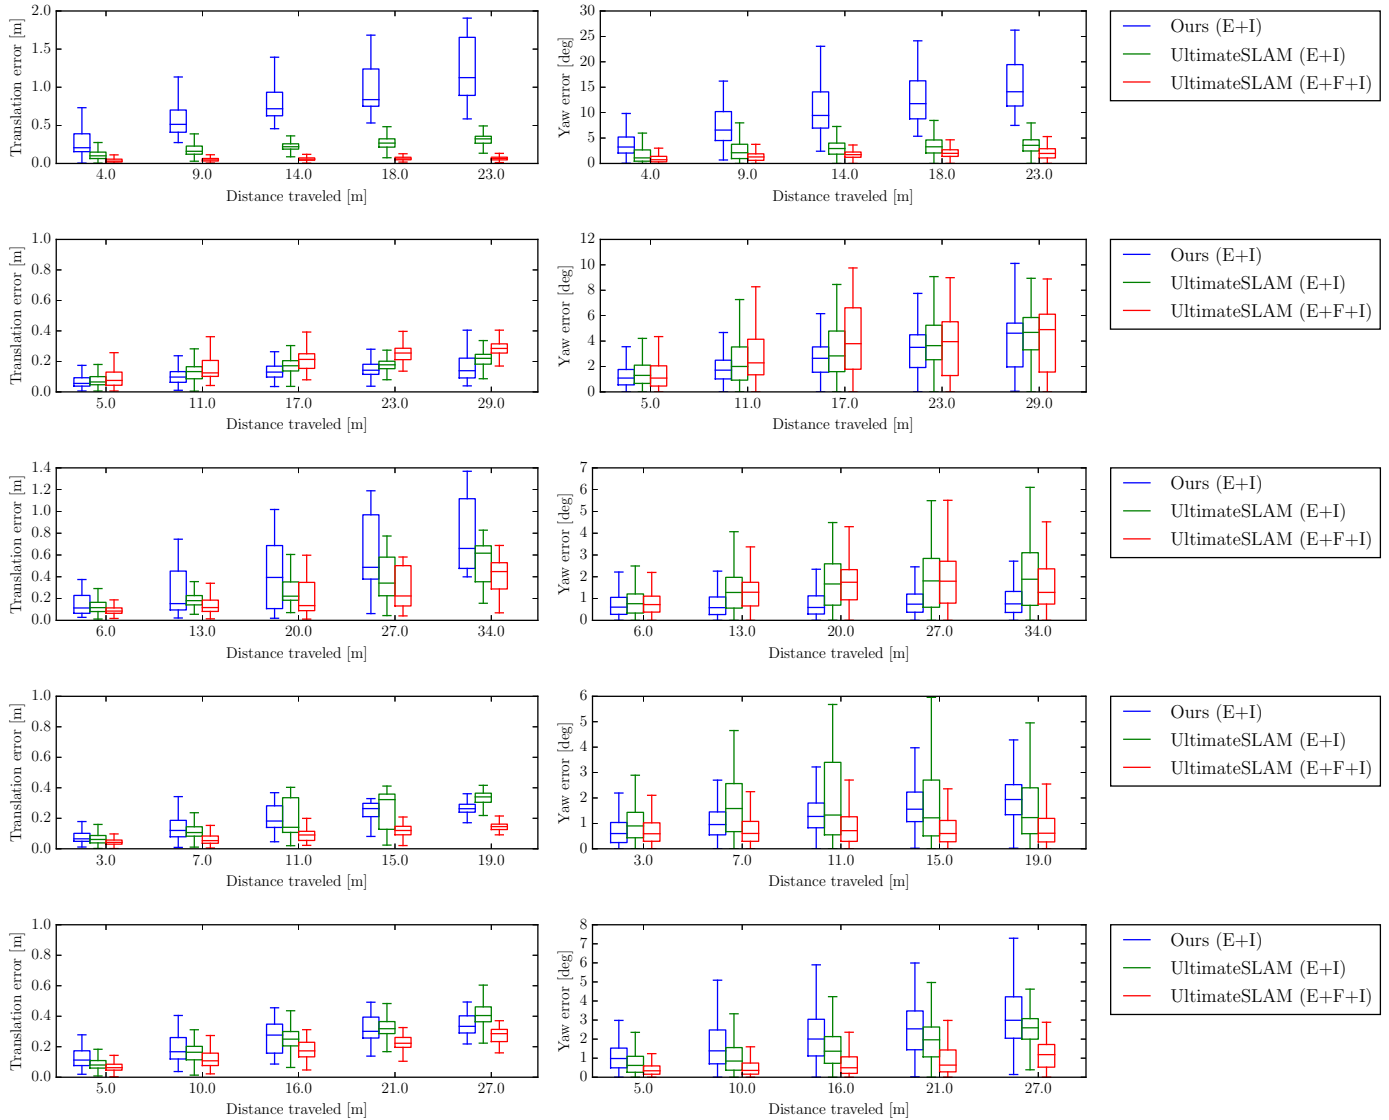 Translation error [m]
2.0
1.5
1.0
0.5
0.0
4.0 9.0 14.0 18.0 23.0
Distance traveled [m]
Yaw error [deg]
30
25
20
15
10
5
0
4.0 9.0 14.0 18.0 23.0
Distance traveled [m]
Ours (E+I)
UltimateSLAM (E+I)
UltimateSLAM (E+F+I)
Translation error [m]
1.0
0.8
0.6
0.4
0.2
0.0
5.0 11.0 17.0 23.0 29.0
Distance traveled [m]
Yaw error [deg]
12
10
8
6
4
2
0
5.0 11.0 17.0 23.0 29.0
Distance traveled [m]
Ours (E+I)
UltimateSLAM (E+I)
UltimateSLAM (E+F+I)
Translation error [m]
1.4
1.2
1.0
0.8
0.6
0.4
0.2
0.0
6.0 13.0 20.0 27.0 34.0
Distance traveled [m]
Yaw error [deg]
7
6
5
4
3
2
1
0
6.0 13.0 20.0 27.0 34.0
Distance traveled [m]
Ours (E+I)
UltimateSLAM (E+I)
UltimateSLAM (E+F+I)
Translation error [m]
1.0
0.8
0.6
0.4
0.2
0.0
3.0 7.0 11.0 15.0 19.0
Distance traveled [m]
Yaw error [deg]
6
5
4
3
2
1
0
3.0 7.0 11.0 15.0 19.0
Distance traveled [m]
Ours (E+I)
UltimateSLAM (E+I)
UltimateSLAM (E+F+I)
Translation error [m]
1.0
0.8
0.6
0.4
0.2
0.0
5.0 10.0 16.0 21.0 27.0
Distance traveled [m]
Yaw error [deg]
8
7
6
5
4
3
2
1
0
5.0 10.0 16.0 21.0 27.0
Distance traveled [m]
Ours (E+I)
UltimateSLAM (E+I)
UltimateSLAM (E+F+I)